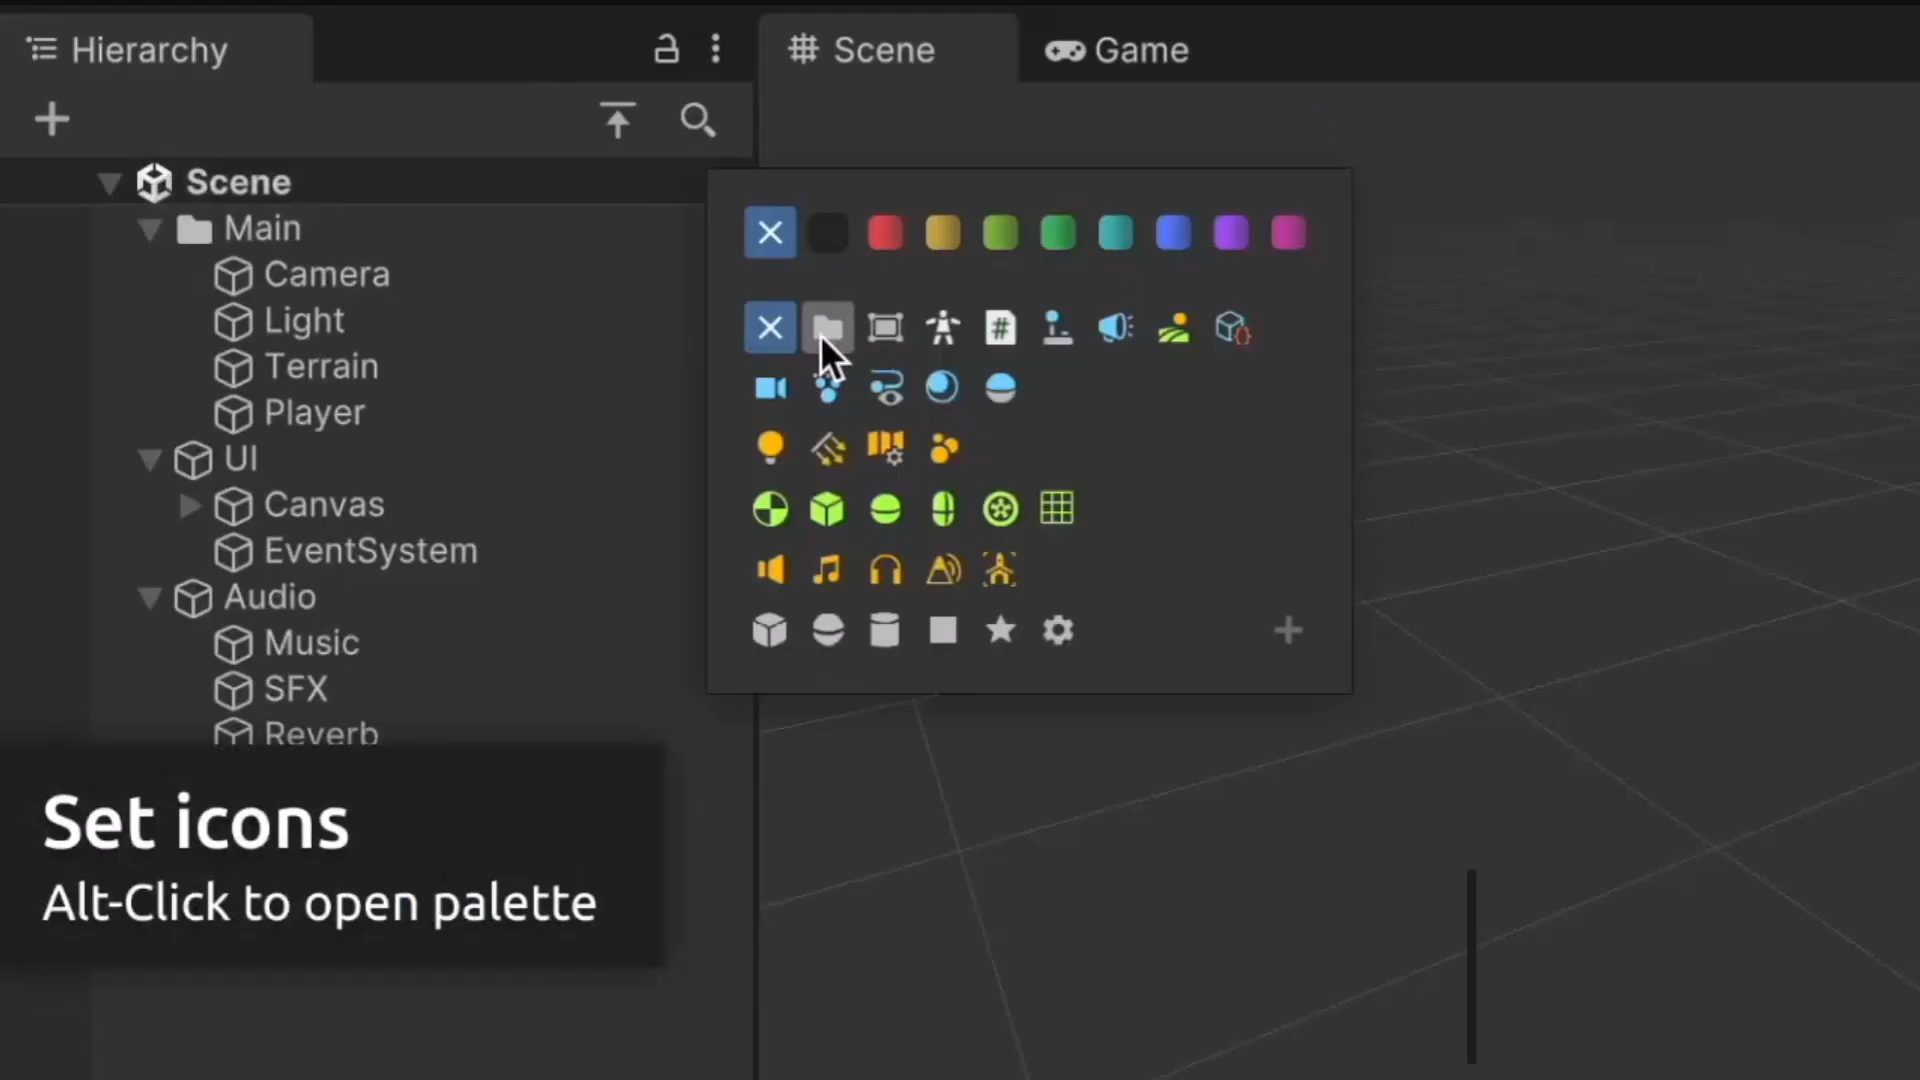 Hierarchy
Scene
Game
Scene
Main
Camera
Light
Terrain
Player
UI
Canvas
EventSystem
Audio
Music
SFX
Reverb
#
Set icons
Alt-Click to open palette